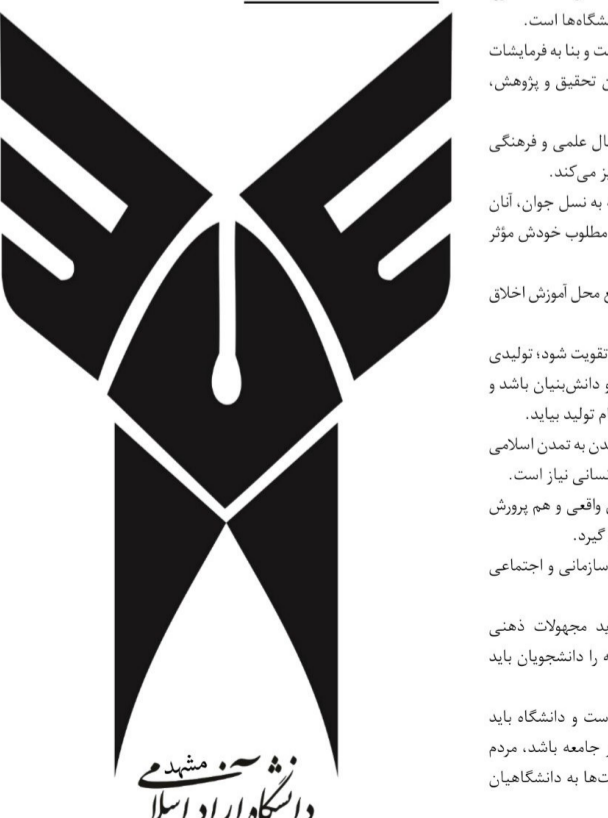 شگاه‌ها است.
ت و بنا به فرمایشات
ن تحقیق و پژوهش،
ال علمی و فرهنگی
یز می‌کند.
به نسل جوان، آنان
مطلوب خودش مؤثر
ع محل آموزش اخلاق
تقویت شود؛ تولیدی
و دانش‌بنیان باشد و
ام تولید بیاید.
دن به تمدن اسلامی
نسانی نیاز است.
ی واقعی و هم پرورش
گیرد.
سازمانی و اجتماعی
ید مجهولات ذهنی
ه را دانشجویان باید
ست و دانشگاه باید
ر جامعه باشد، مردم
ت‌ها به دانشگاهیان
مشهد
دانشگاه آزاد اسلامی